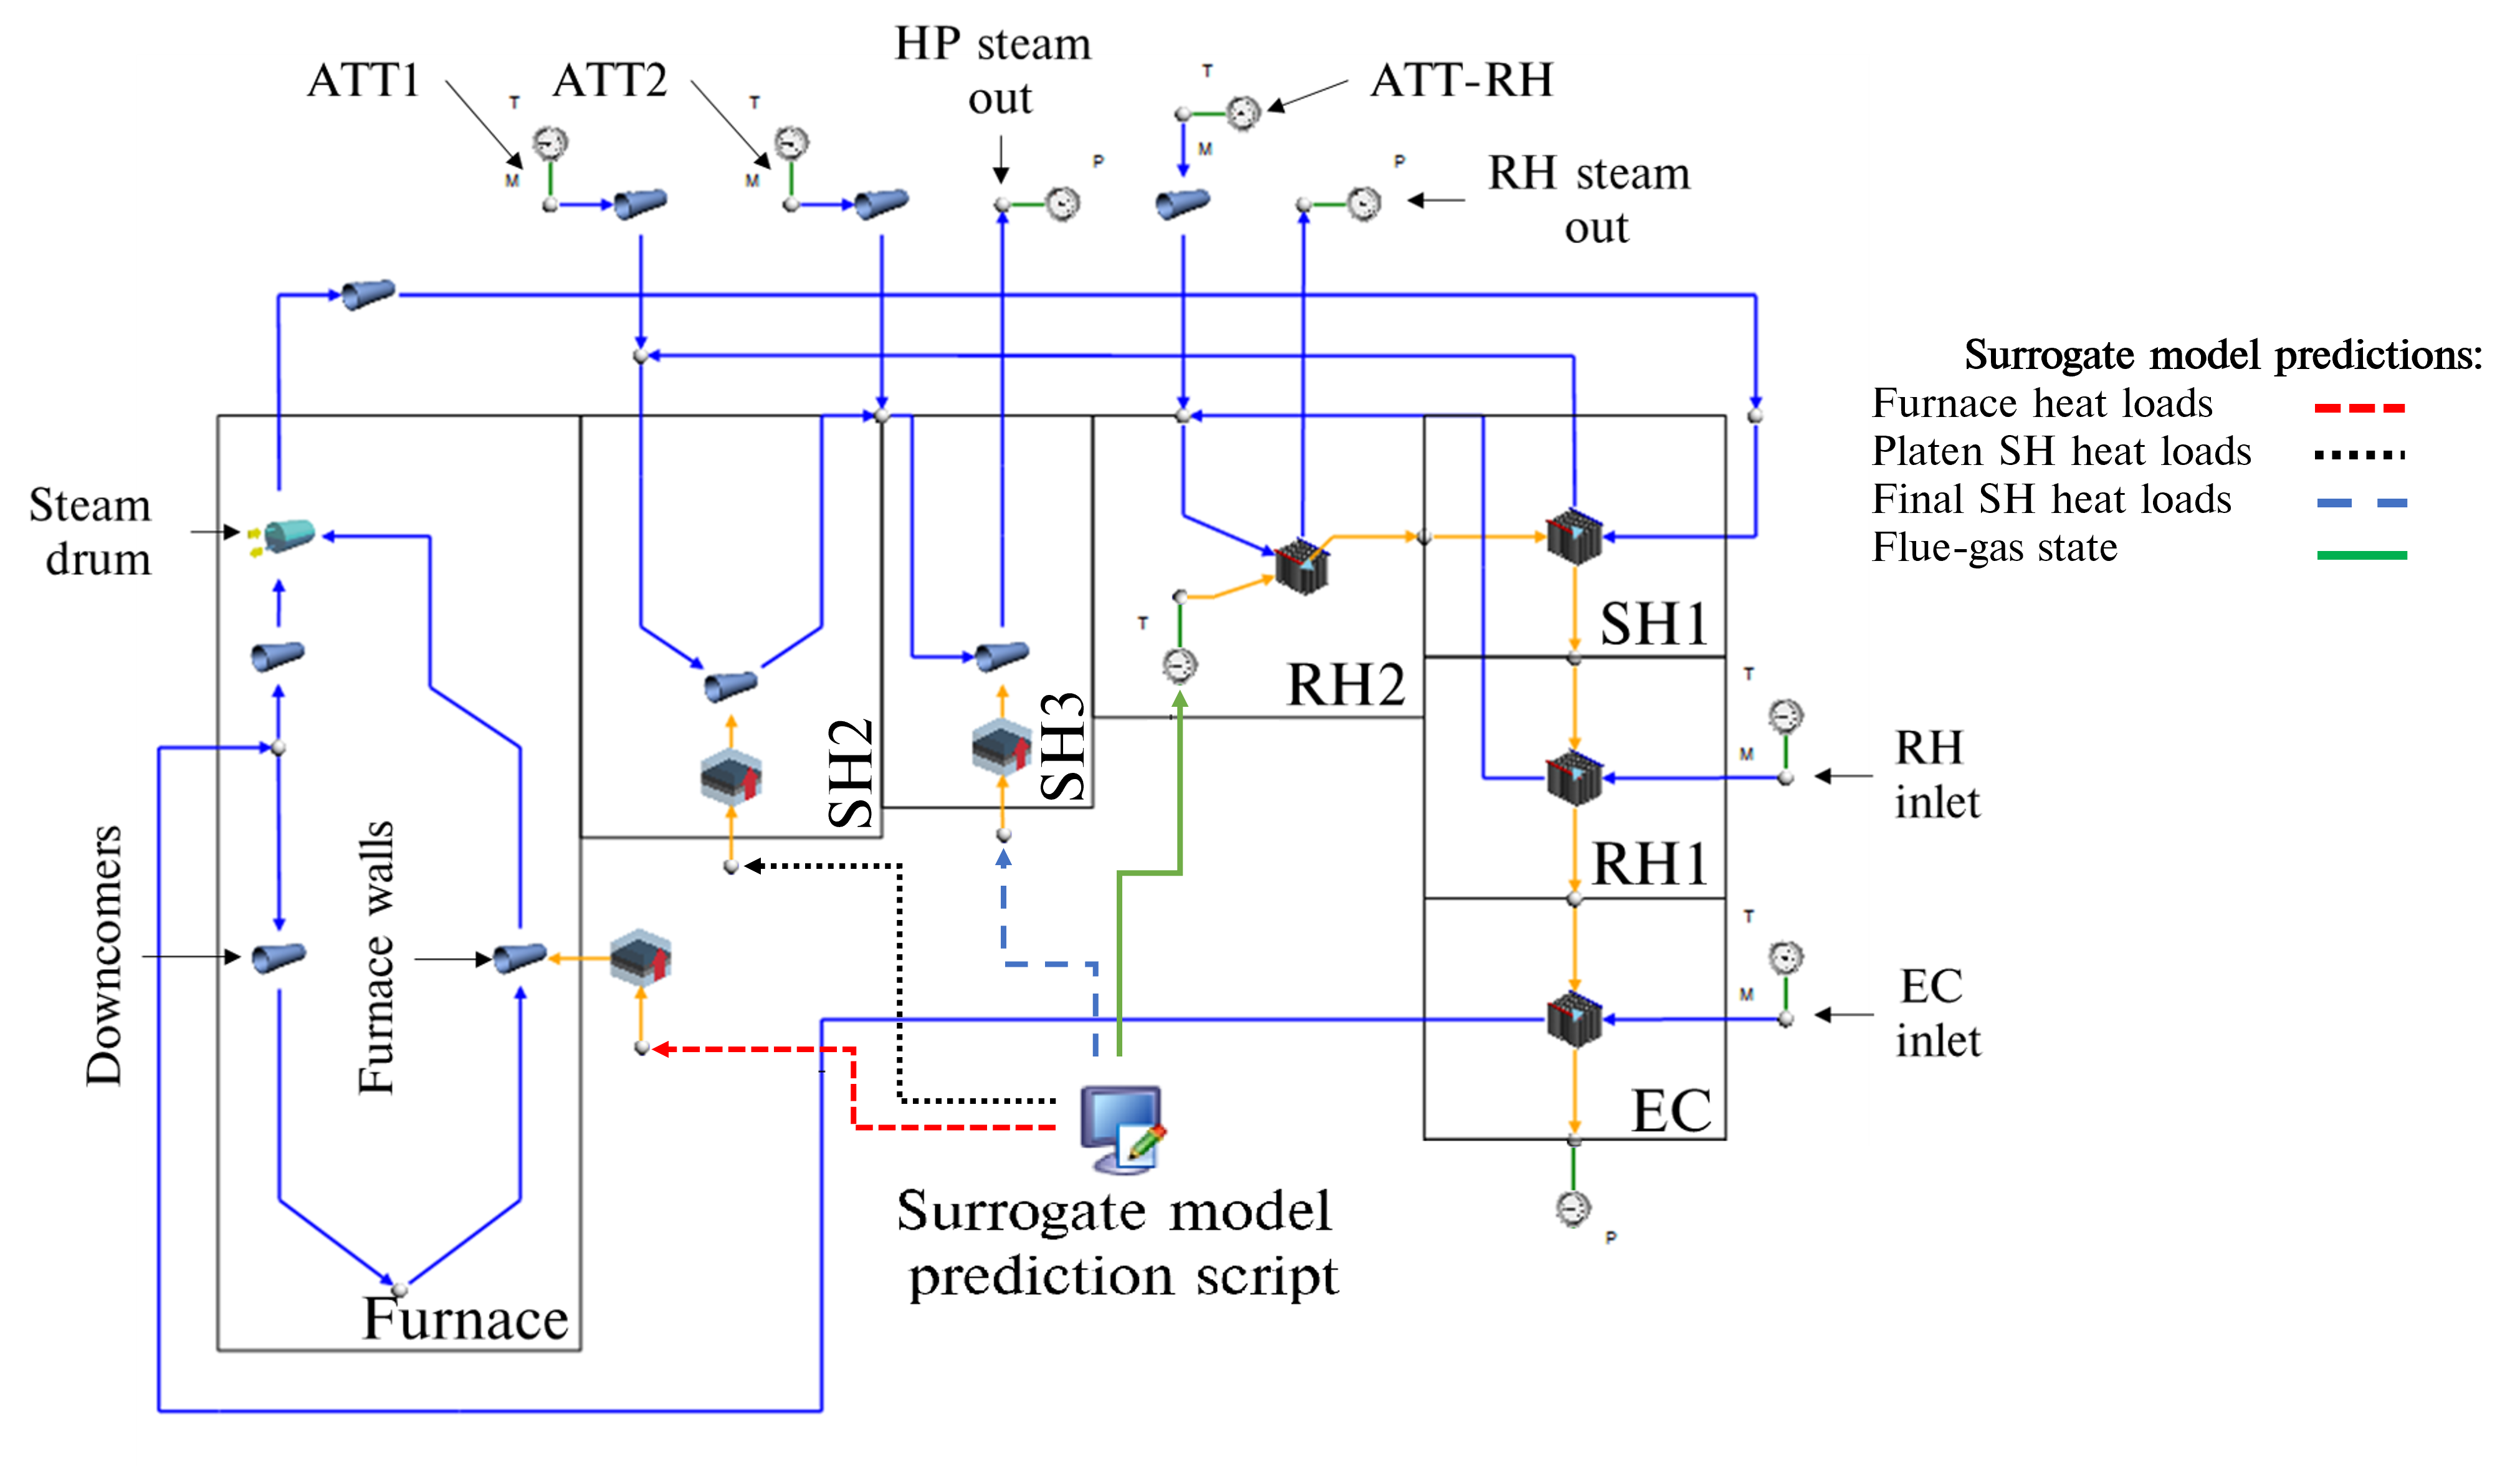 HP steam
out
ATT1
ATT2
ATT-RH
T
T
T
M
M
M
P
P
RH steam
out
Surrogate model predictions:
Furnace heat loads
Platen SH heat loads
Final SH heat loads
Flue-gas state
Steam
drum
T
SH1
RH2
SH2
SH3
T
M
RH
inlet
Downcomers
Furnace walls
RH1
T
M
EC
inlet
EC
Surrogate model
prediction script
P
Furnace